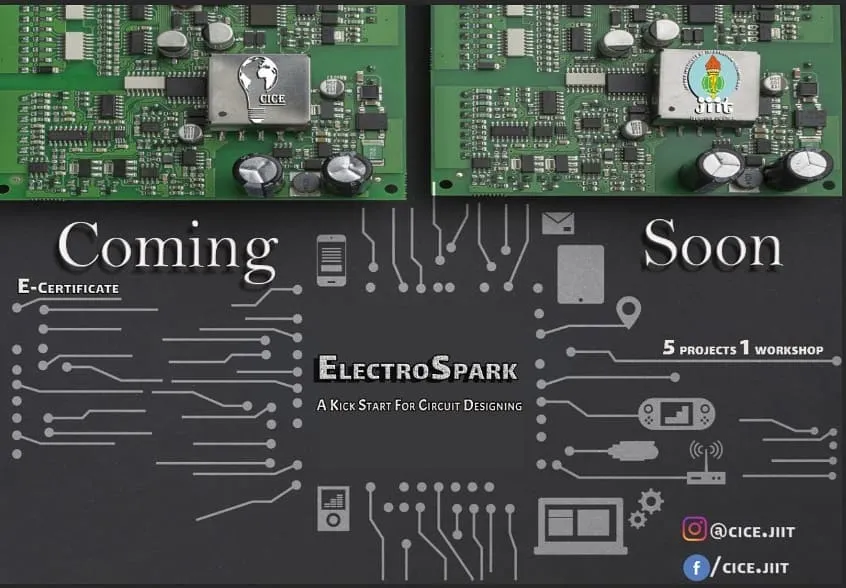 CICE
jiit
Coming Soon
E-Certificate
5 projects 1 workshop
ElectroSpark
A Kick Start For Circuit Designing
@cice.jiit
/cice.jiit